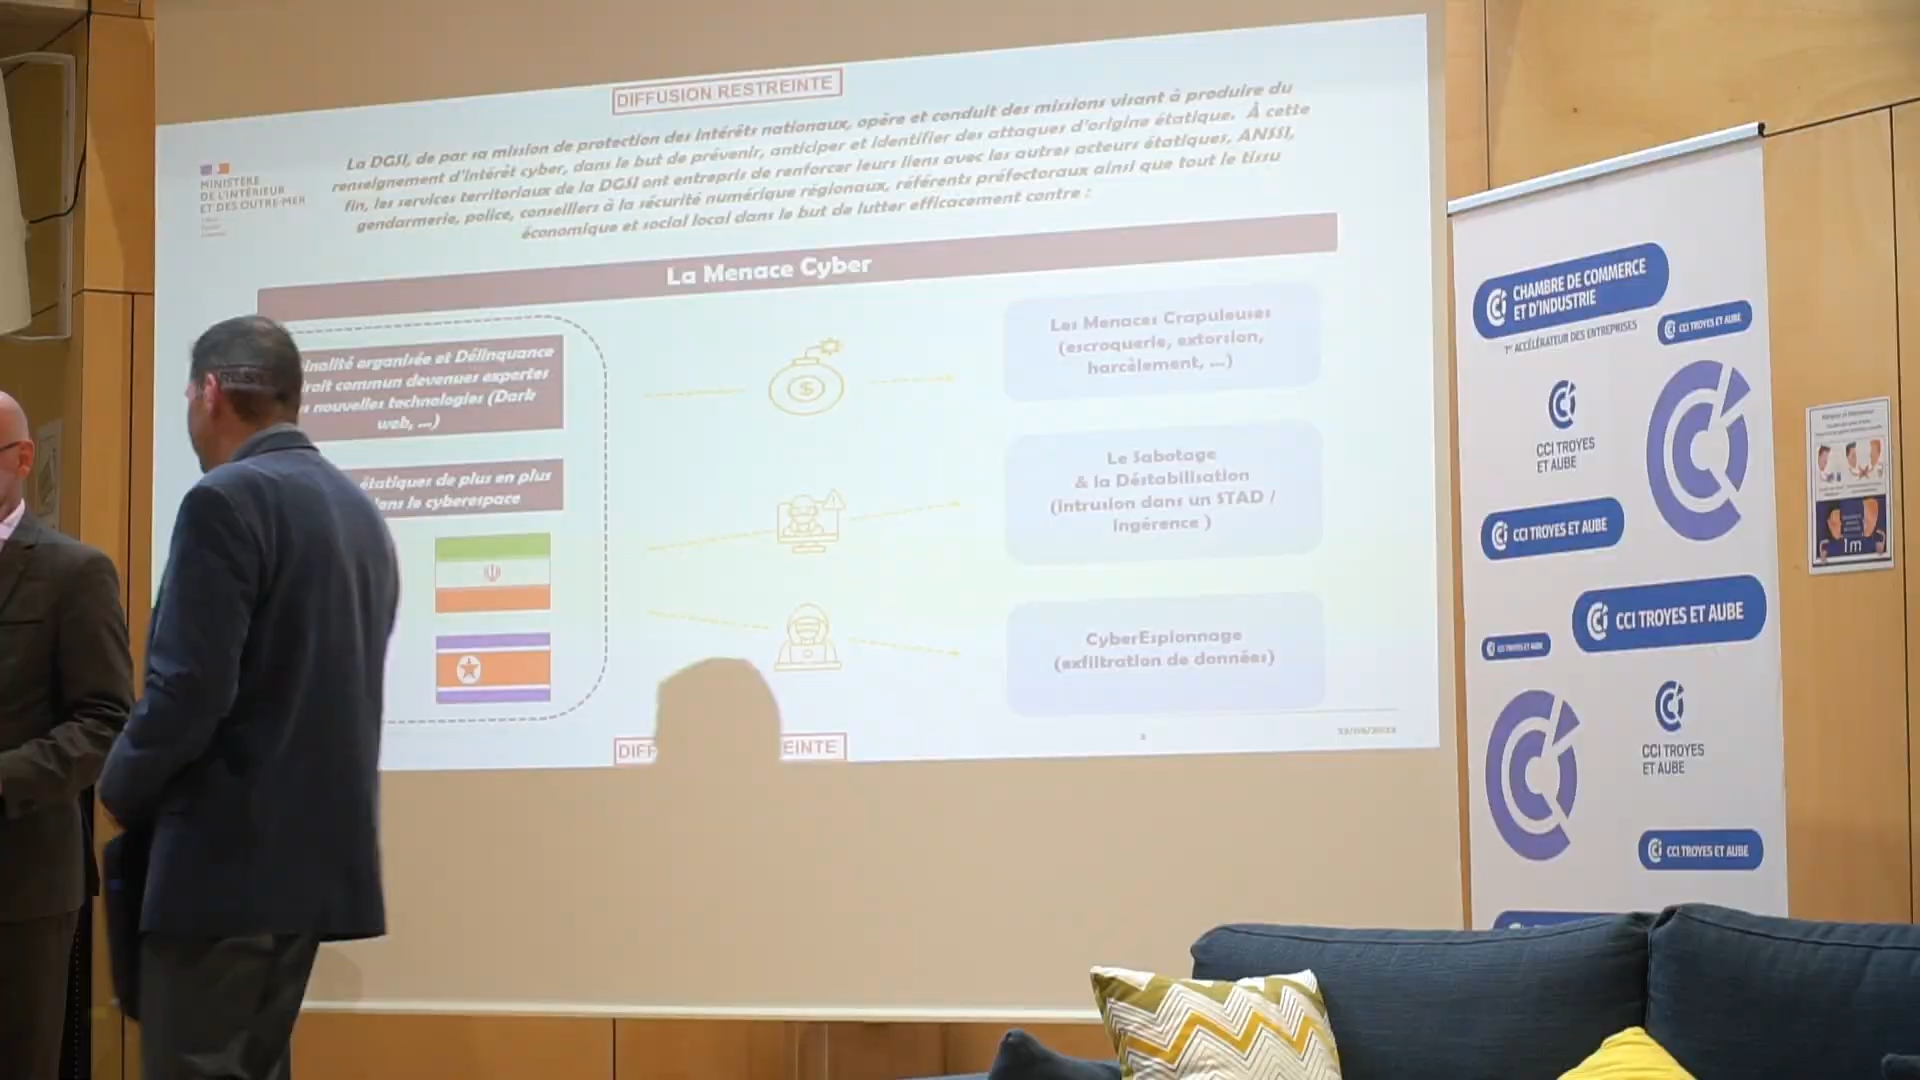 DIFFUSION RESTREINTE
MINISTÈRE
DE L'INTÉRIEUR
ET DES OUTRE-MER
La DGSI, de par sa mission de protection des intérêts nationaux, opère et conduit des missions visant à produire du
renseignement d'intérêt cyber, dans le but de prévenir, anticiper et identifier des attaques d'origine étatique. À cette
fin, les services territoriaux de la DGSI ont entrepris de renforcer leurs liens avec les autres acteurs étatiques, ANSSI,
gendarmerie, police, conseillers à la sécurité numérique régionaux, référents préfectoraux ainsi que tout le tissu
économique et social local dans le but de lutter efficacement contre :
La Menace Cyber
inalité organisée et Délinquance
roit commun devenues expertes
nouvelles technologies (Dark
web, ...)
étatiques de plus en plus
ans le cyberespace
Les Menaces Crapuleuses
(escroquerie, extorsion,
harcèlement, ...)
Le Sabotage
& la Déstabilisation
(Intrusion dans un STAD /
Ingérence )
CyberEspionnage
(exfiltration de données)
DIFF EINTE
CHAMBRE DE COMMERCE
ET D'INDUSTRIE
1er ACCÉLÉRATEUR DES ENTREPRISES
CCI TROYES ET AUBE
CCI TROYES
ET AUBE
CCI TROYES ET AUBE
CCI TROYES ET AUBE
CCI TROYES ET AUBE
CCI TROYES
ET AUBE
CCI TROYES ET AUBE
1m